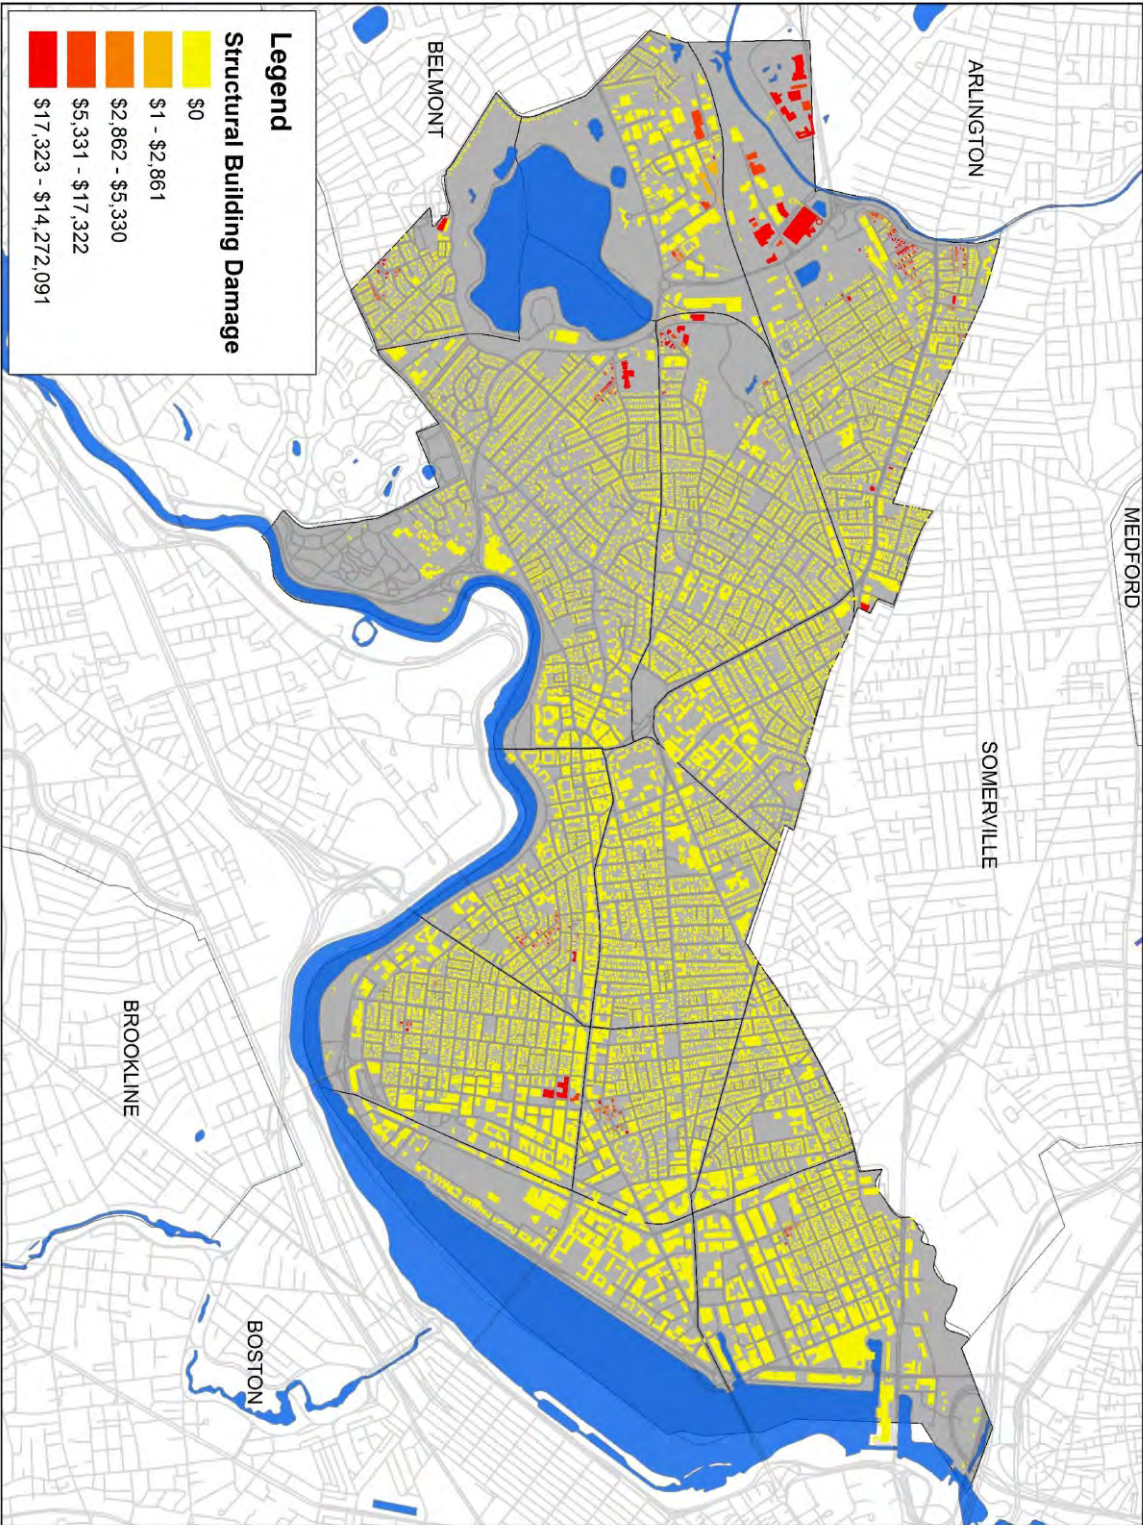 ARLINGTON
BELMONT
MEDFORD
SOMERVILLE
BROOKLINE
BOSTON
Legend
Structural Building Damage
$0
$1 - $2,861
$2,862 - $5,330
$5,331 - $17,322
$17,323 - $14,272,091